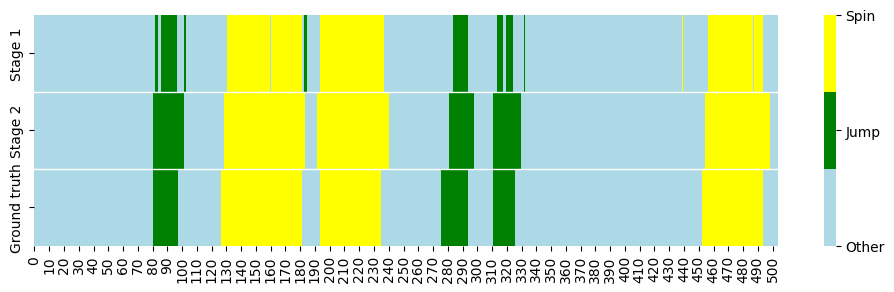 Stage 1
Stage 2
Ground truth
0 10 20 30 40 50 60 70 80 90 100 110 120 130 140 150 160 170 180 190 200 210 220 230 240 250 260 270 280 290 300 310 320 330 340 350 360 370 380 390 400 410 420 430 440 450 460 470 480 490 500
Spin
Jump
Other